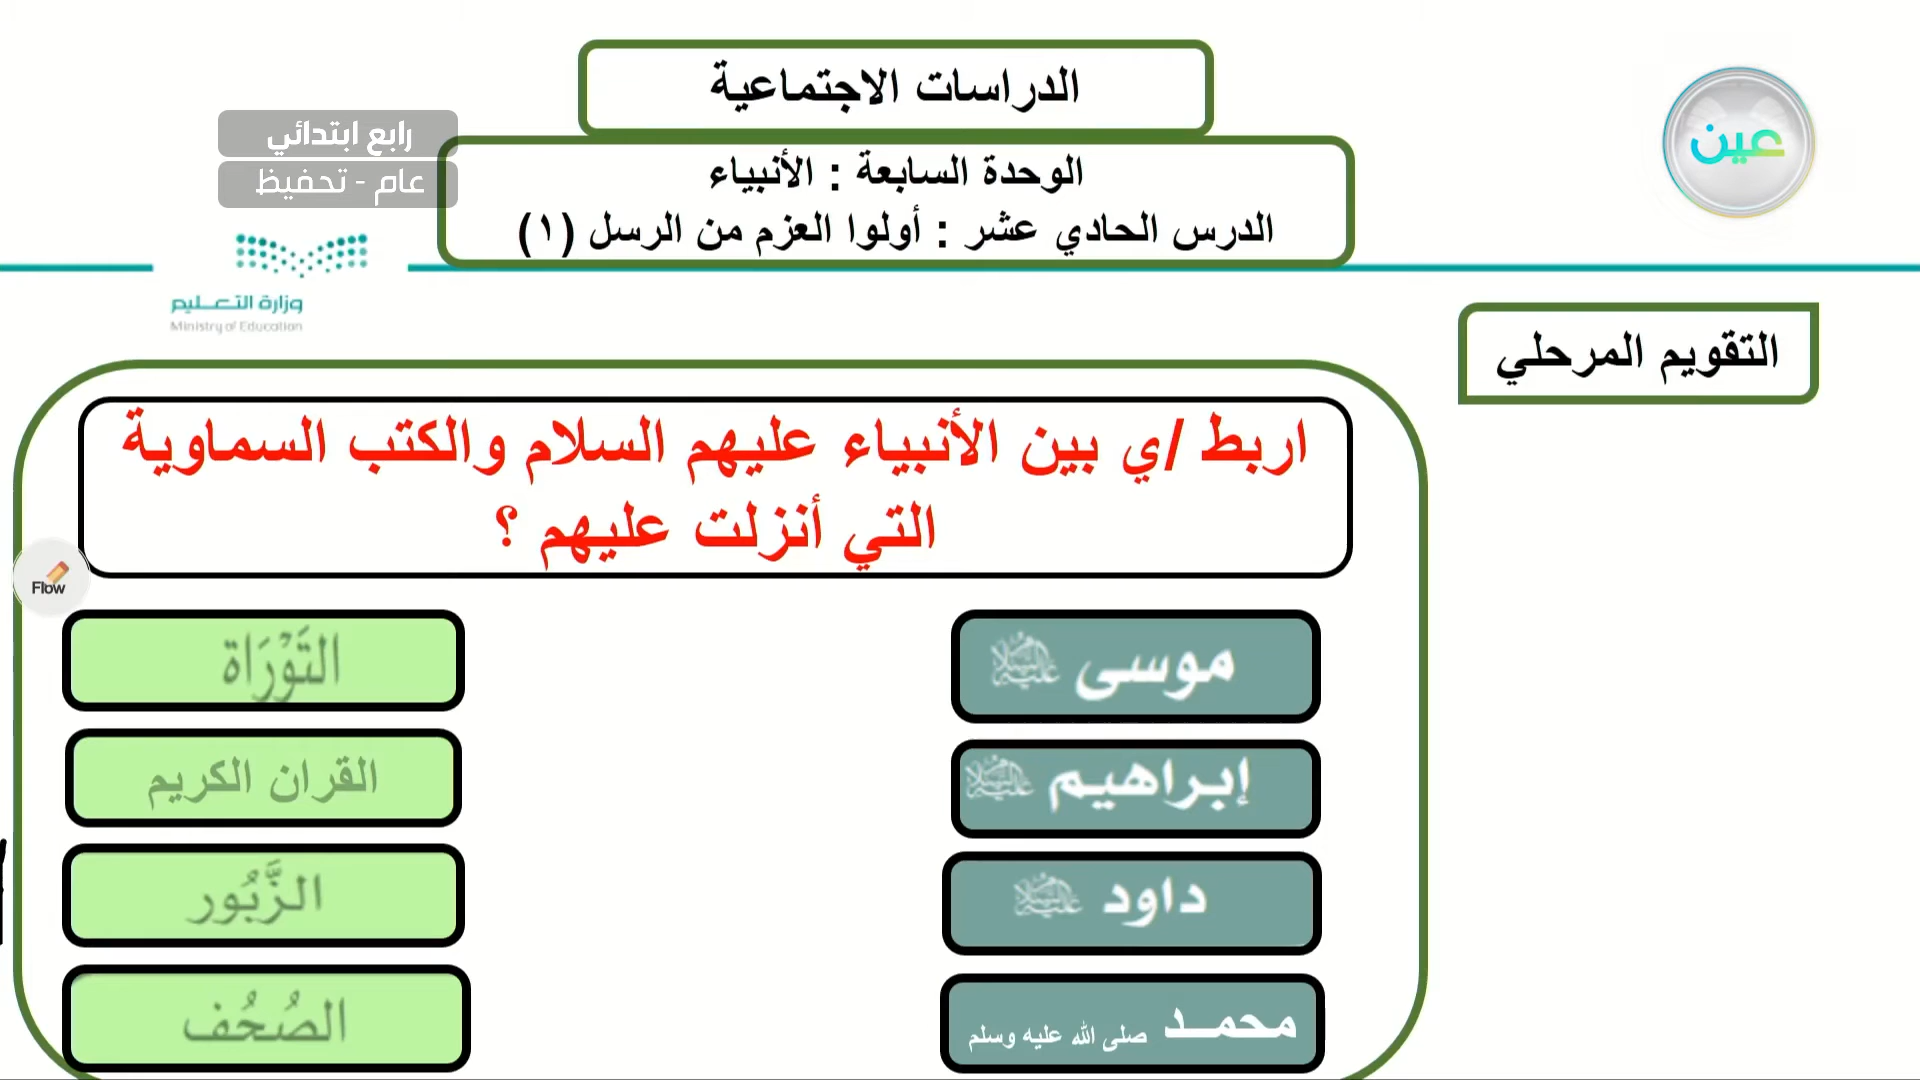 الدراسات الاجتماعية
عين
رابع ابتدائي
عام - تحفيظ
الوحدة السابعة : الأنبياء
الدرس الحادي عشر : أولوا العزم من الرسل (١)
وزارة التعليم
Ministry of Education
التقويم المرحلي
اربط /ي بين الأنبياء عليهم السلام والكتب السماوية
التي أنزلت عليهم ؟
Flow
موسى عليه السلام
التَّوْرَاة
إبراهيم عليه السلام
القران الكريم
داود عليه السلام
الزَّبُور
محمــد صلى الله عليه وسلم
الصُحُف